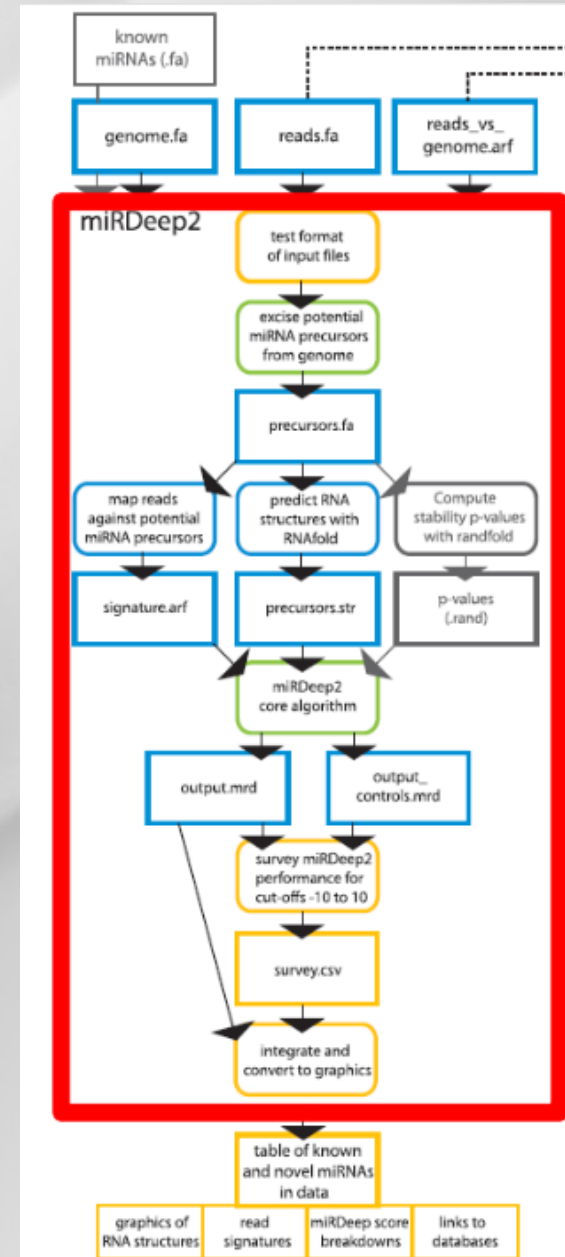 known
miRNAs (.fa)
genome.fa
reads.fa
reads_vs_
genome.arf
miRDeep2
test format
of input files
excise potential
miRNA precursors
from genome
precursors.fa
map reads
against potential
miRNA precursors
predict RNA
structures with
RNAfold
Compute
stability p-values
with randfold
signature.arf
precursors.str
p-values
(.rand)
miRDeep2
core algorithm
output.mrd
output_
controls.mrd
survey miRDeep2
performance for
cut-offs -10 to 10
survey.csv
integrate and
convert to graphics
table of known
and novel miRNAs
in data
graphics of
RNA structures
read
signatures
miRDeep score
breakdowns
links to
databases